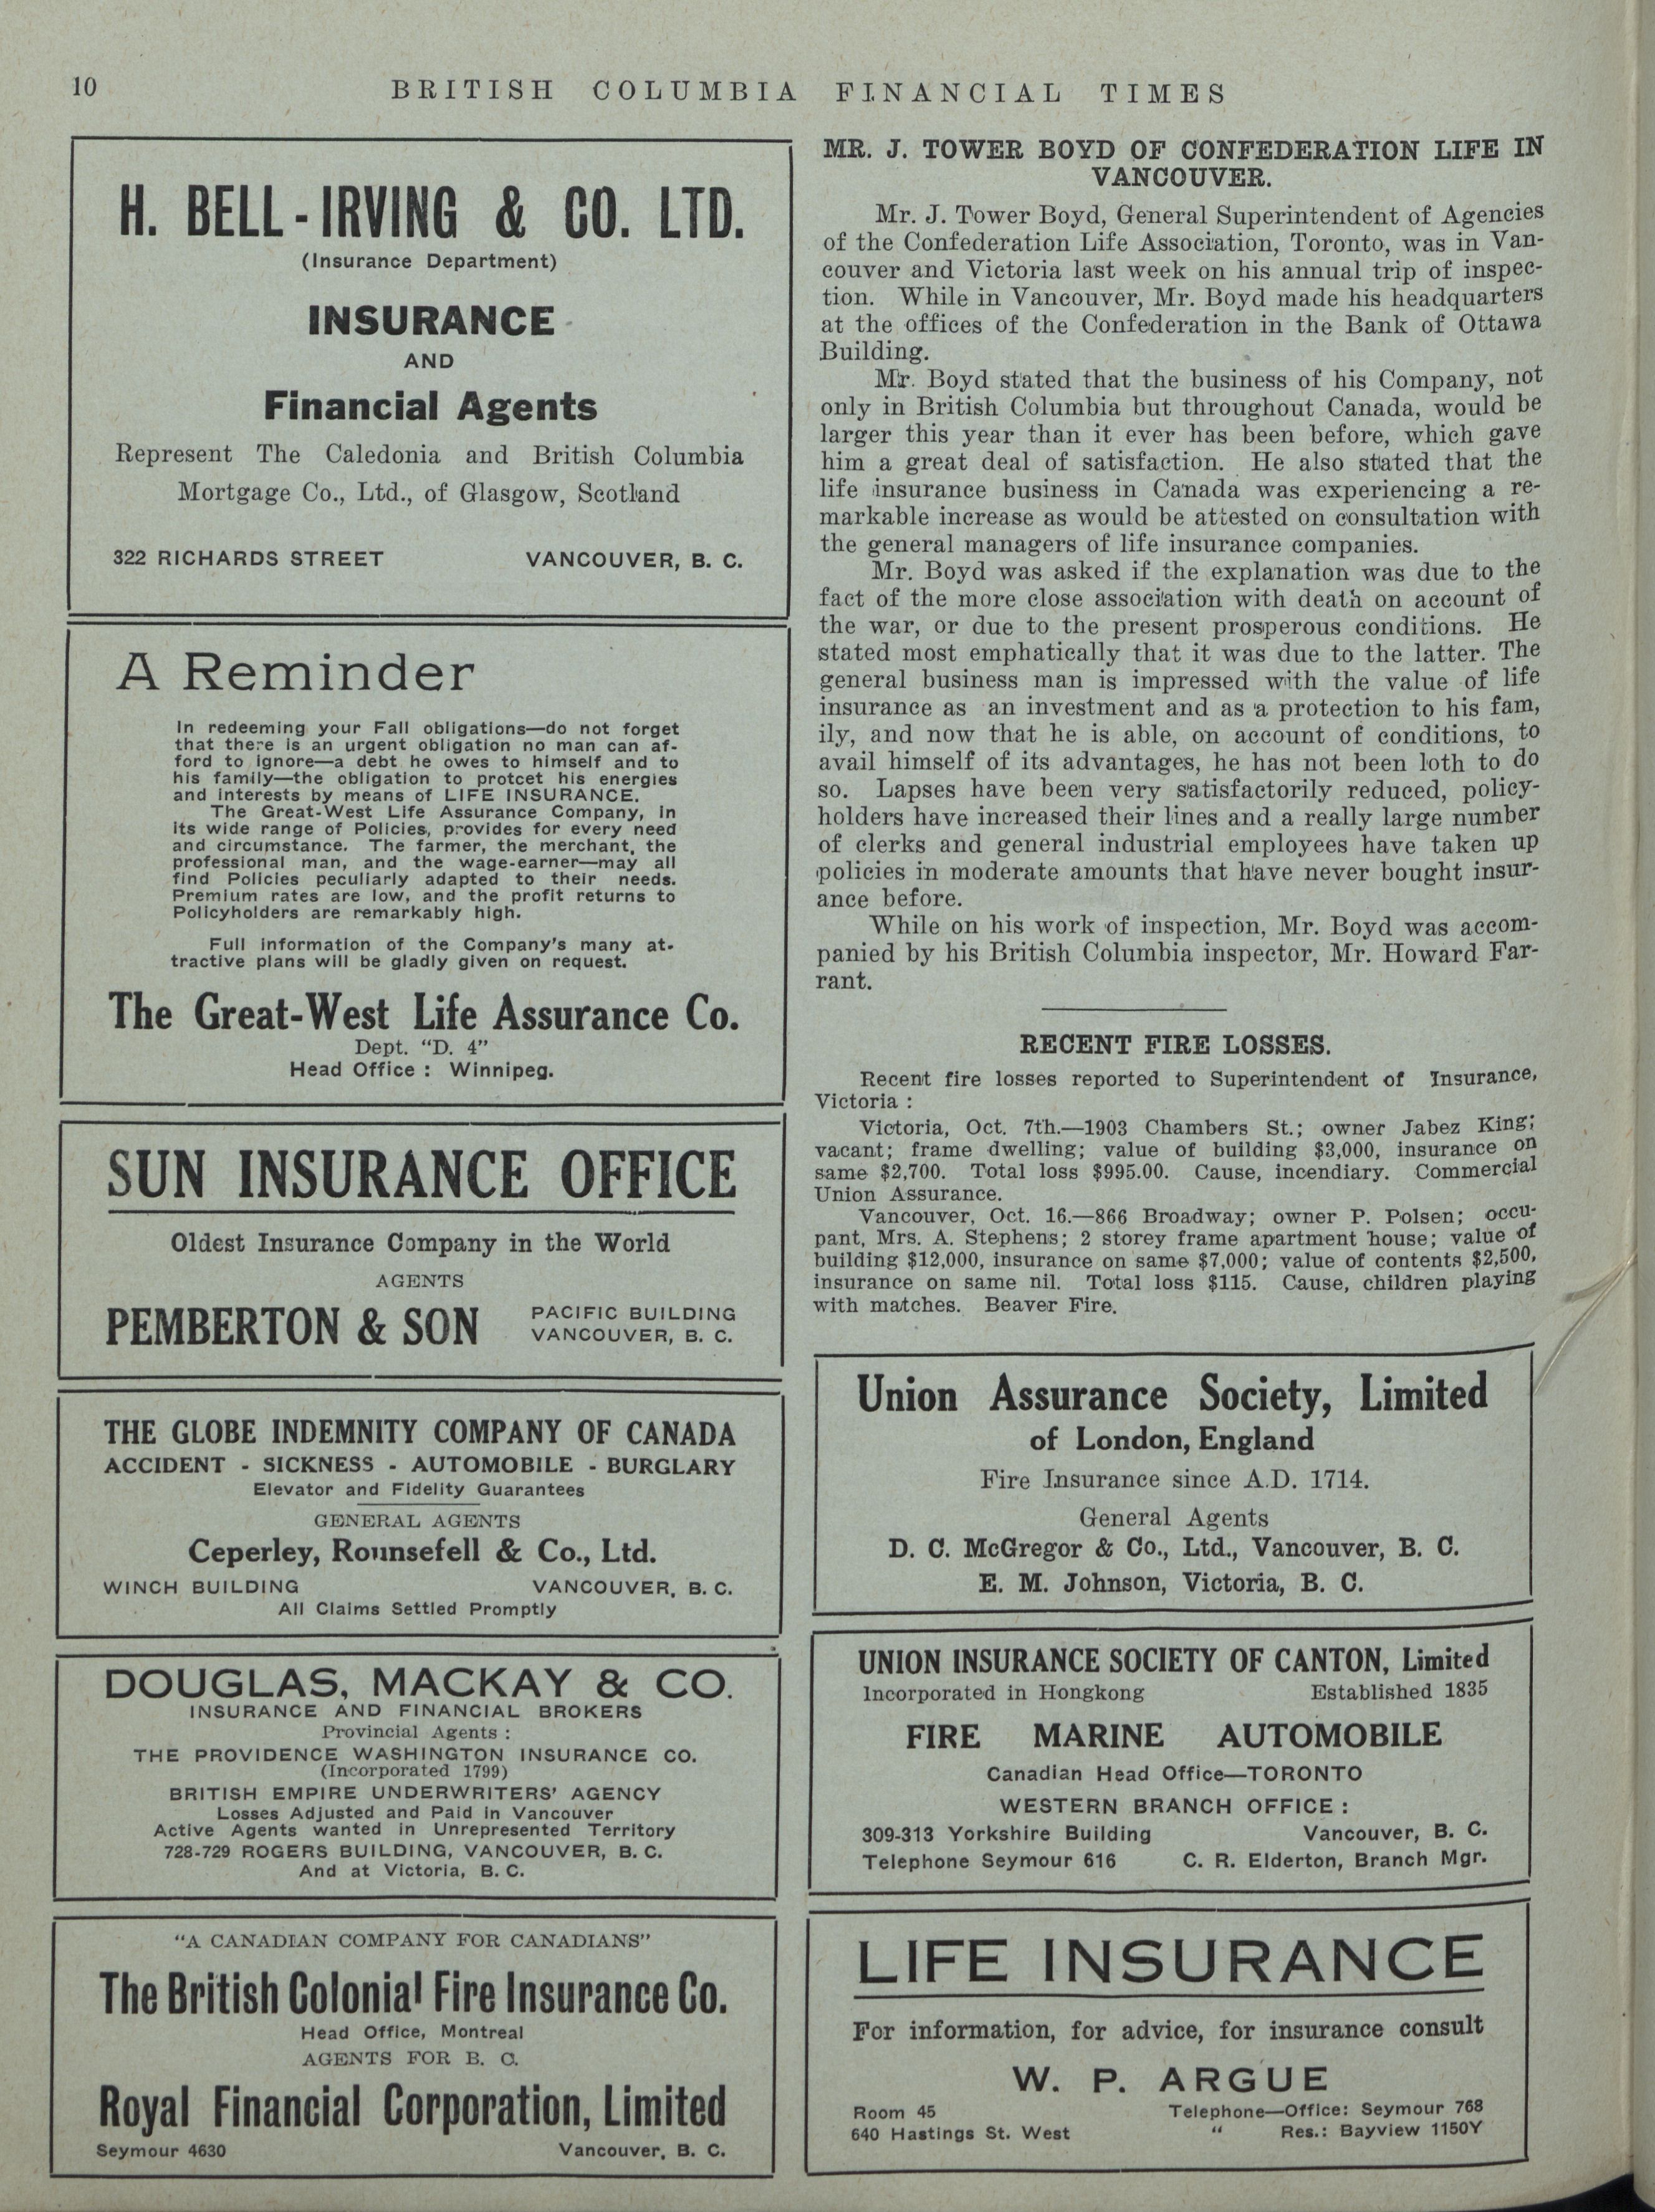 10
BRITISH COLUMBIA FINANCIAL TIMES
H. BELL-IRVING & CO. LTD.
(Insurance Department)
INSURANCE
AND
Financial Agents
Represent The Caledonia and British Columbia
Mortgage Co., Ltd., of Glasgow, Scotland
322 RICHARDS STREET VANCOUVER, B. C.
A Reminder
In redeeming your Fall obligations—do not forget
that there is an urgent obligation no man can af-
ford to ignore—a debt he owes to himself and to
his family—the obligation to protcet his energies
and interests by means of LIFE INSURANCE.
The Great-West Life Assurance Company, in
its wide range of Policies, provides for every need
and circumstance. The farmer, the merchant, the
professional man, and the wage-earner—may all
find Policies peculiarly adapted to their needs.
Premium rates are low, and the profit returns to
Policyholders are remarkably high.
Full information of the Company's many at-
tractive plans will be gladly given on request.
The Great-West Life Assurance Co.
Dept. "D. 4"
Head Office : Winnipeg.
SUN INSURANCE OFFICE
Oldest Insurance Company in the World
AGENTS
PEMBERTON & SON
PACIFIC BUILDING
VANCOUVER, B. C.
THE GLOBE INDEMNITY COMPANY OF CANADA
ACCIDENT - SICKNESS - AUTOMOBILE - BURGLARY
Elevator and Fidelity Guarantees
GENERAL AGENTS
Ceperley, Rounsefell & Co., Ltd.
WINCH BUILDING VANCOUVER, B. C.
All Claims Settled Promptly
DOUGLAS, MACKAY & CO.
INSURANCE AND FINANCIAL BROKERS
Provincial Agents :
THE PROVIDENCE WASHINGTON INSURANCE CO.
(Incorporated 1799)
BRITISH EMPIRE UNDERWRITERS' AGENCY
Losses Adjusted and Paid in Vancouver
Active Agents wanted in Unrepresented Territory
728-729 ROGERS BUILDING, VANCOUVER, B. C.
And at Victoria, B. C.
"A CANADIAN COMPANY FOR CANADIANS"
The British Colonial Fire Insurance Co.
Head Office, Montreal
AGENTS FOR B. C.
Royal Financial Corporation, Limited
Seymour 4630 Vancouver, B. C.
MR. J. TOWER BOYD OF CONFEDERATION LIFE IN
VANCOUVER.
Mr. J. Tower Boyd, General Superintendent of Agencies
of the Confederation Life Association, Toronto, was in Van-
couver and Victoria last week on his annual trip of inspec-
tion. While in Vancouver, Mr. Boyd made his headquarters
at the offices of the Confederation in the Bank of Ottawa
Building.
Mr. Boyd stated that the business of his Company, not
only in British Columbia but throughout Canada, would be
larger this year than it ever has been before, which gave
him a great deal of satisfaction. He also stated that the
life insurance business in Canada was experiencing a re-
markable increase as would be attested on consultation with
the general managers of life insurance companies.
Mr. Boyd was asked if the explanation was due to the
fact of the more close association with death on account of
the war, or due to the present prosperous conditions. He
stated most emphatically that it was due to the latter. The
general business man is impressed with the value of life
insurance as an investment and as a protection to his fam,
ily, and now that he is able, on account of conditions, to
avail himself of its advantages, he has not been loth to do
so. Lapses have been very satisfactorily reduced, policy-
holders have increased their lines and a really large number
of clerks and general industrial employees have taken up
policies in moderate amounts that have never bought insur-
ance before.
While on his work of inspection, Mr. Boyd was accom-
panied by his British Columbia inspector, Mr. Howard Far-
rant.
RECENT FIRE LOSSES.
Recent fire losses reported to Superintendent of Insurance,
Victoria :
Victoria, Oct. 7th.—1903 Chambers St.; owner Jabez King;
vacant; frame dwelling; value of building $3,000, insurance on
same $2,700. Total loss $995.00. Cause, incendiary. Commercial
Union Assurance.
Vancouver, Oct. 16.—866 Broadway; owner P. Polsen; occu-
pant, Mrs. A. Stephens; 2 storey frame apartment house; value of
building $12,000, insurance on same $7,000; value of contents $2,500,
insurance on same nil. Total loss $115. Cause, children playing
with matches. Beaver Fire.
Union Assurance Society, Limited
of London, England
Fire Insurance since A.D. 1714.
General Agents
D. C. McGregor & Co., Ltd., Vancouver, B. C.
E. M. Johnson, Victoria, B. C.
UNION INSURANCE SOCIETY OF CANTON, Limited
Incorporated in Hongkong Established 1835
FIRE MARINE AUTOMOBILE
Canadian Head Office—TORONTO
WESTERN BRANCH OFFICE :
309-313 Yorkshire Building Vancouver, B. C.
Telephone Seymour 616 C. R. Elderton, Branch Mgr.
LIFE INSURANCE
For information, for advice, for insurance consult
W. P. ARGUE
Room 45 Telephone—Office: Seymour 768
640 Hastings St. West " Res.: Bayview 1150Y